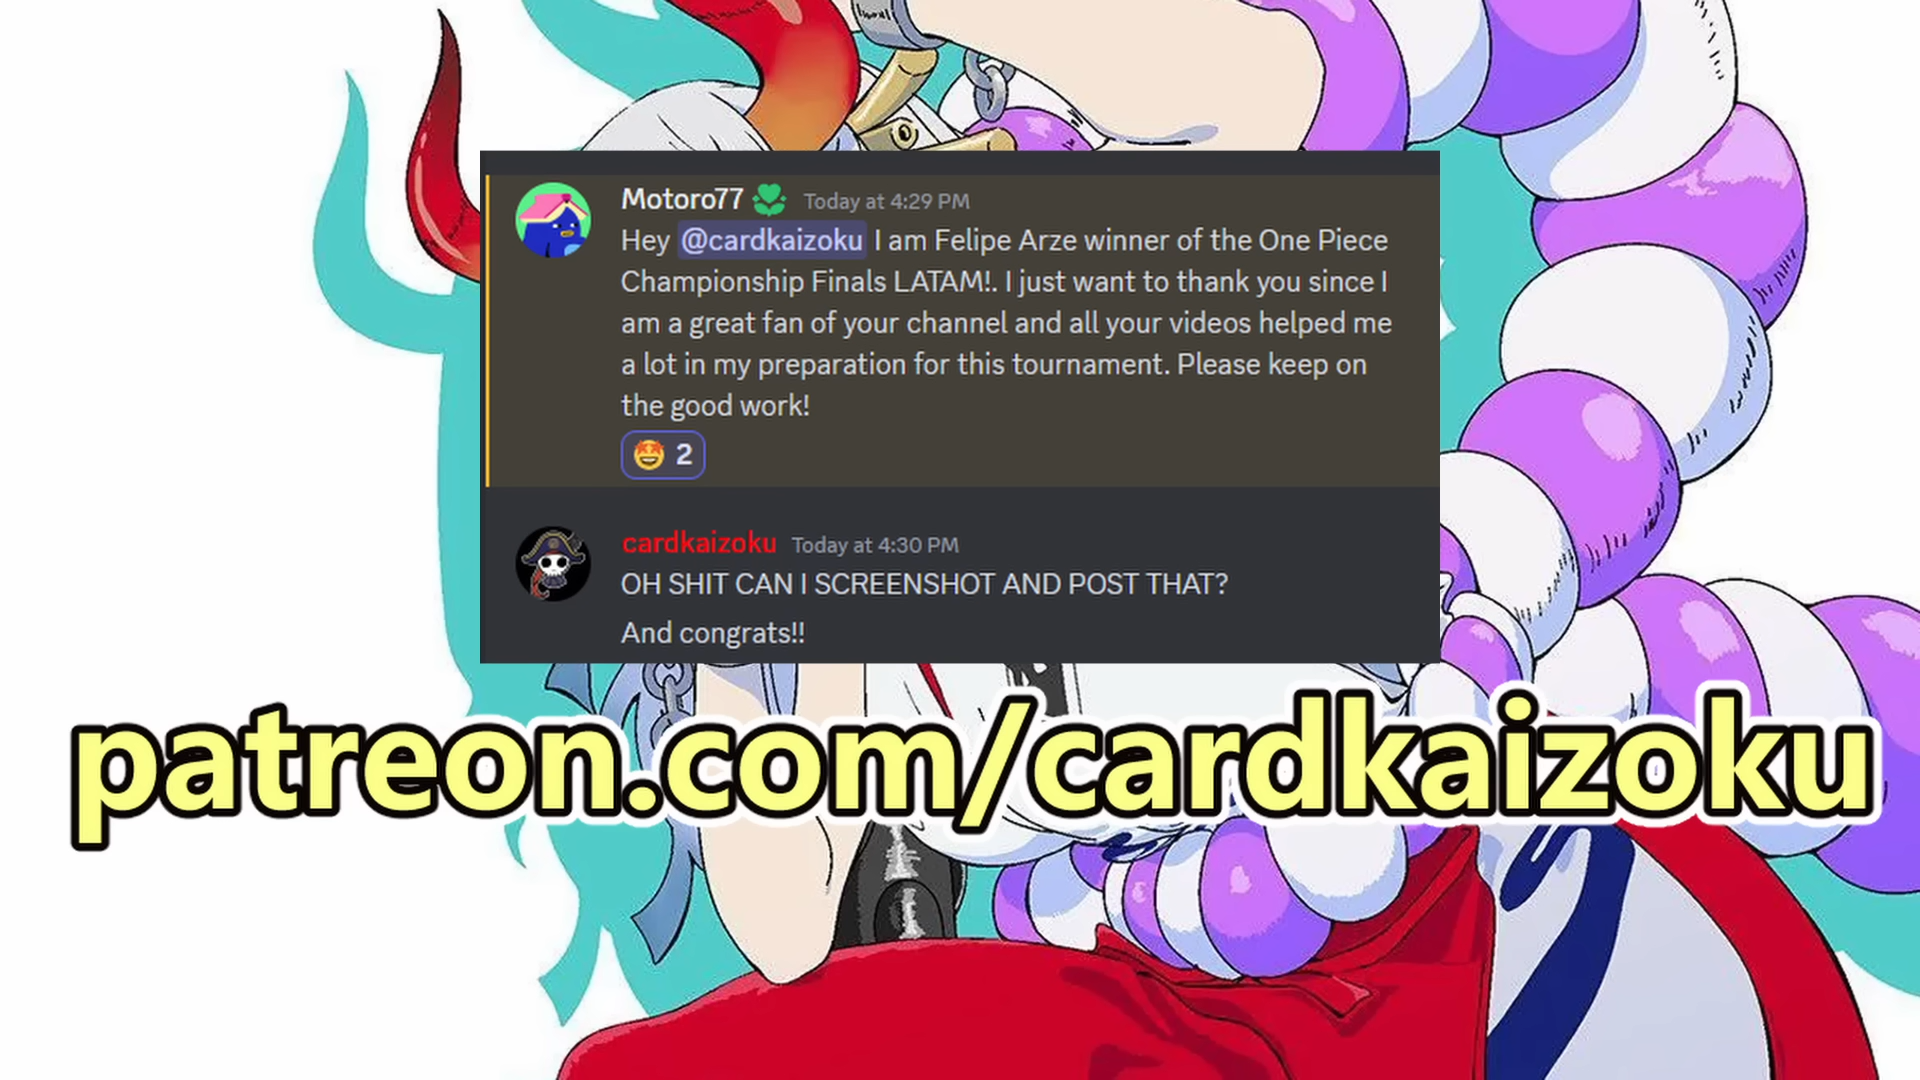 Motoro77 Today at 4:29 PM
Hey @cardkaizoku I am Felipe Arze winner of the One Piece
Championship Finals LATAM!. I just want to thank you since I
am a great fan of your channel and all your videos helped me
a lot in my preparation for this tournament. Please keep on
the good work!
2
cardkaizoku Today at 4:30 PM
OH SHIT CAN I SCREENSHOT AND POST THAT?
And congrats!!
patreon.com/cardkaizoku